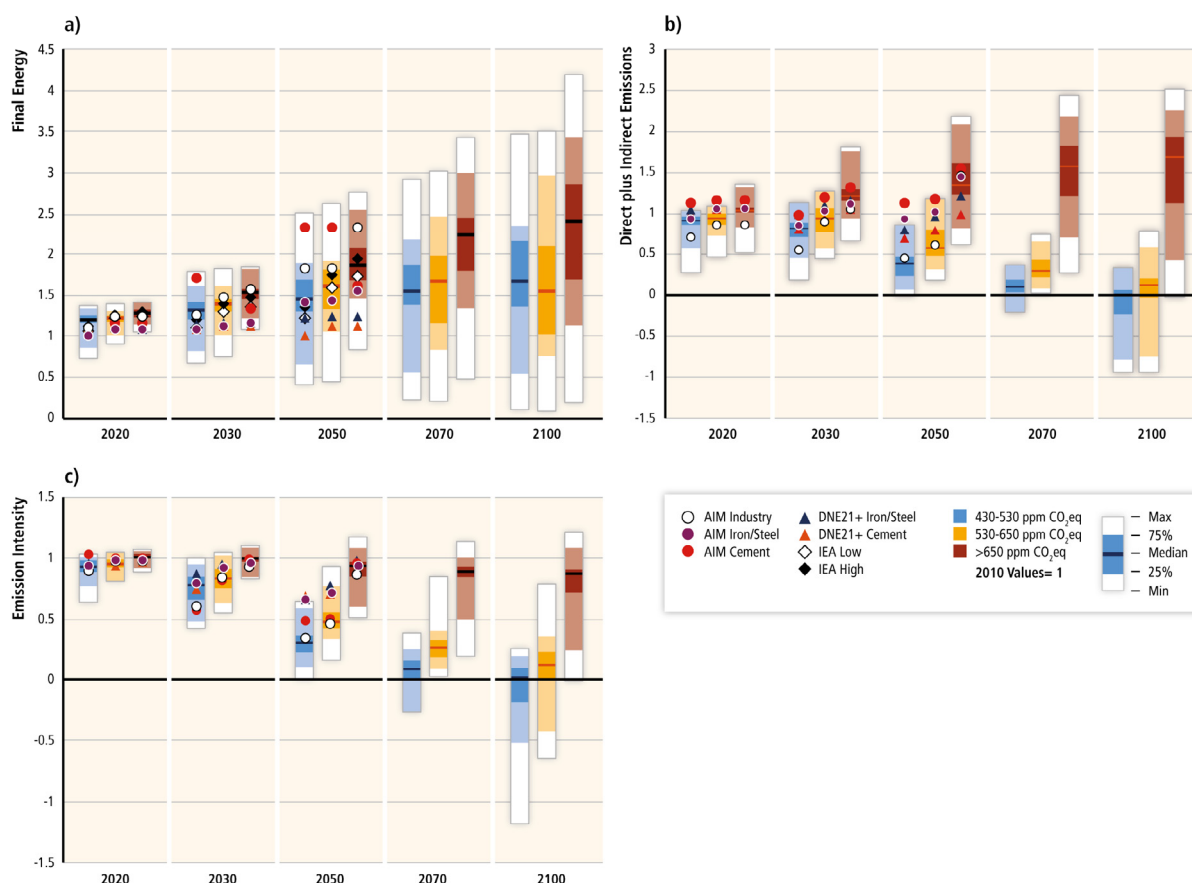 a)
Final Energy
4.5
4
3.5
3
2.5
2
1.5
1
0.5
0
2020 2030 2050 2070 2100
b)
Direct plus Indirect Emissions
3
2.5
2
1.5
1
0.5
0
-0.5
-1
-1.5
2020 2030 2050 2070 2100
c)
Emission Intensity
1.5
1
0.5
0
-0.5
-1
-1.5
2020 2030 2050 2070 2100
AIM Industry
AIM Iron/Steel
AIM Cement
DNE21+ Iron/Steel
DNE21+ Cement
IEA Low
IEA High
430-530 ppm CO2eq
530-650 ppm CO2eq
>650 ppm CO2eq
2010 Values= 1
Max
75%
Median
25%
Min